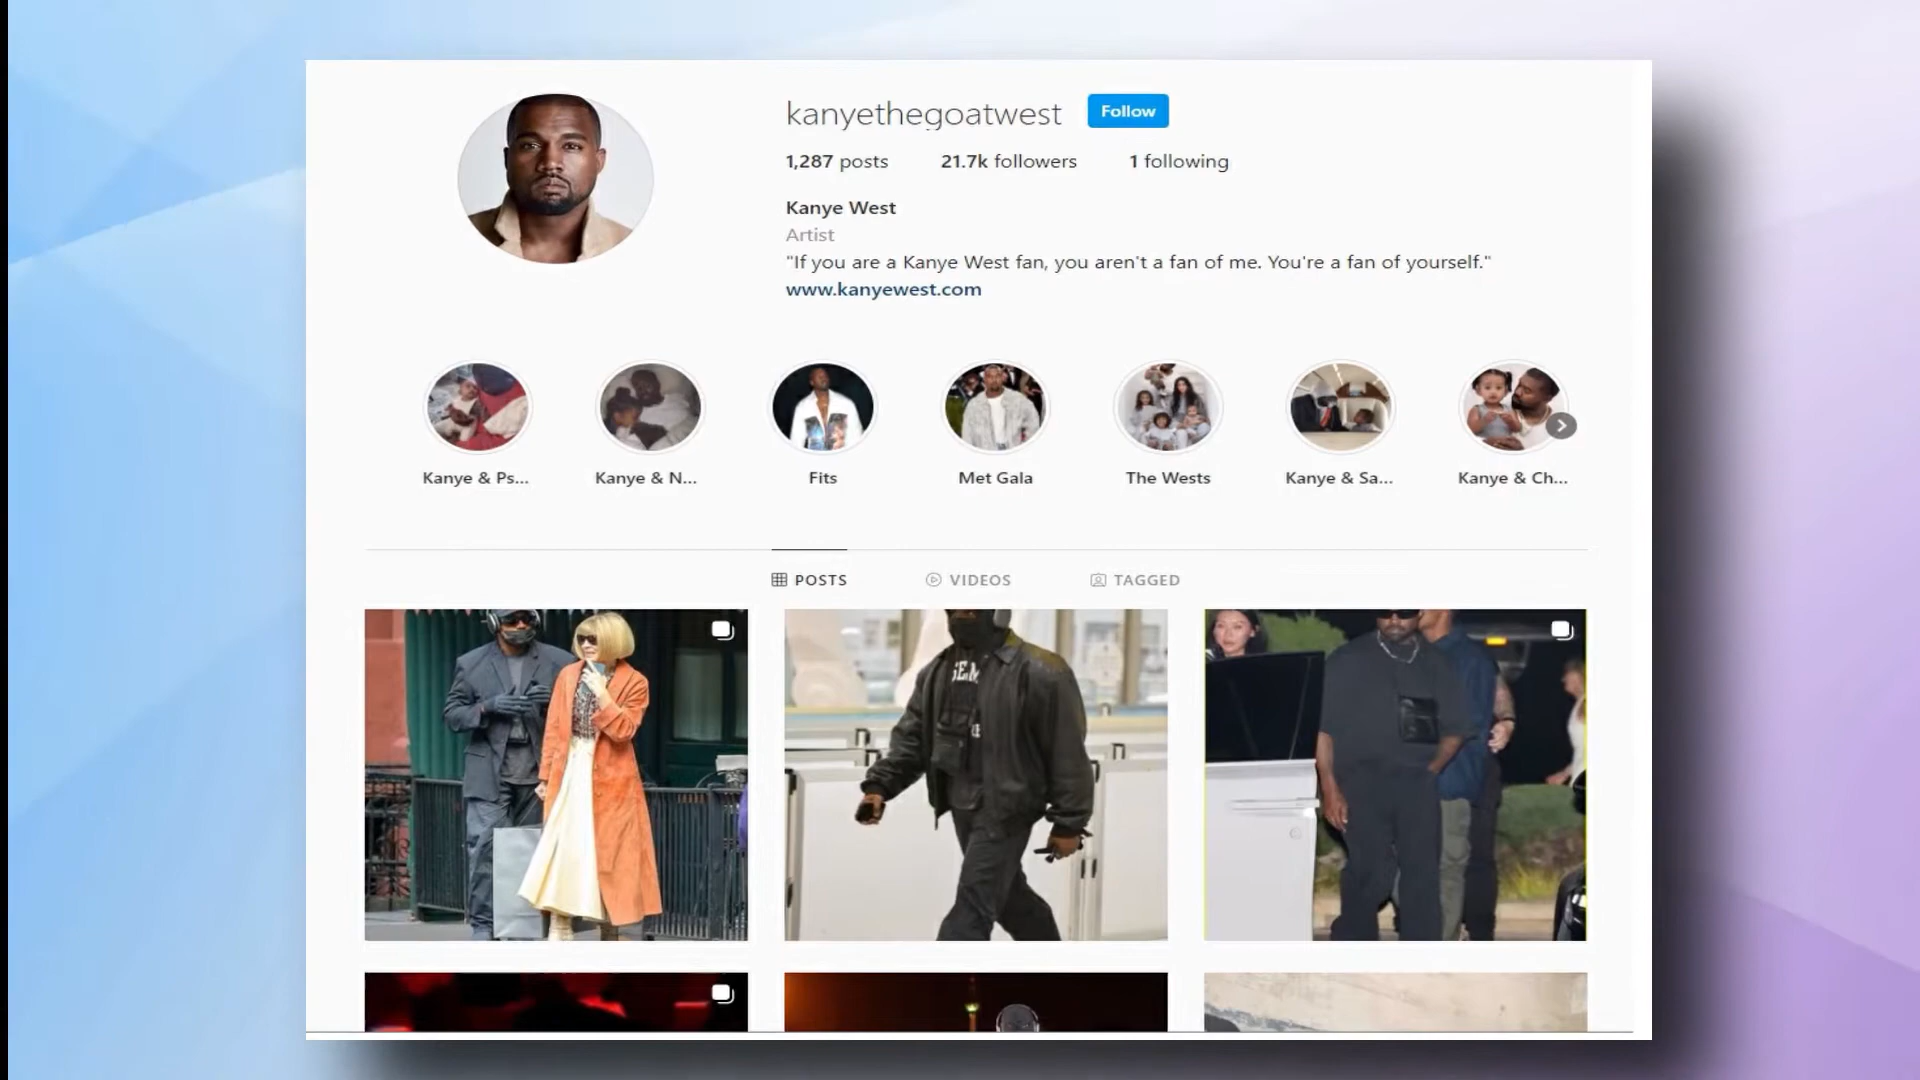 kanyethegoatwest Follow
1,287 posts 21.7k followers 1 following
Kanye West
Artist
"If you are a Kanye West fan, you aren't a fan of me. You're a fan of yourself."
www.kanyewest.com
Kanye & Ps... Kanye & N... Fits Met Gala The Wests Kanye & Sa... Kanye & Ch...
POSTS VIDEOS TAGGED